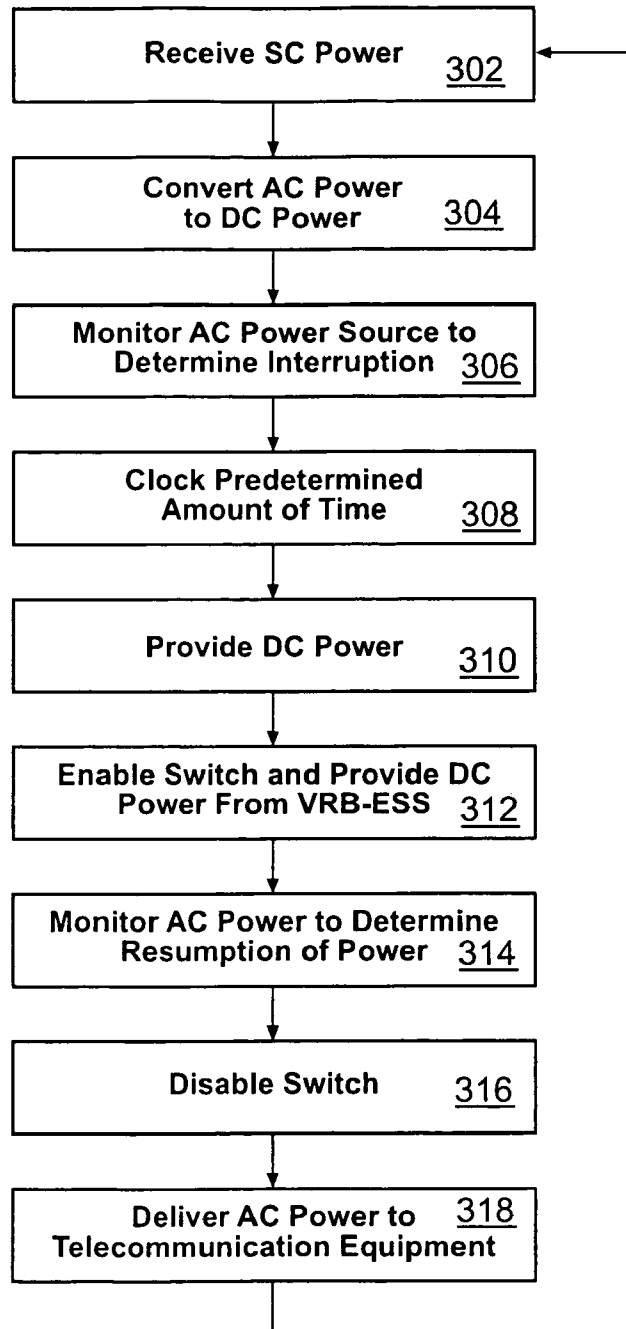 Receive SC Power 302
Convert AC Power
to DC Power 304
Monitor AC Power Source to
Determine Interruption 306
Clock Predetermined
Amount of Time 308
Provide DC Power 310
Enable Switch and Provide DC
Power From VRB-ESS 312
Monitor AC Power to Determine
Resumption of Power 314
Disable Switch 316
Deliver AC Power to 318
Telecommunication Equipment